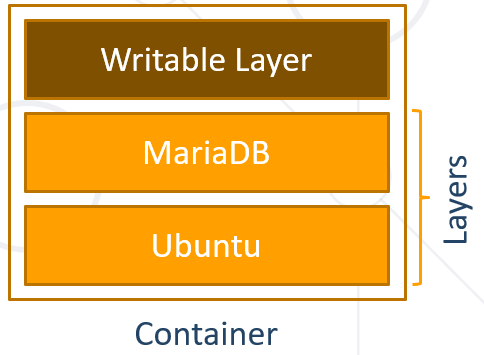 Writable Layer
MariaDB
Ubuntu
Layers
Container